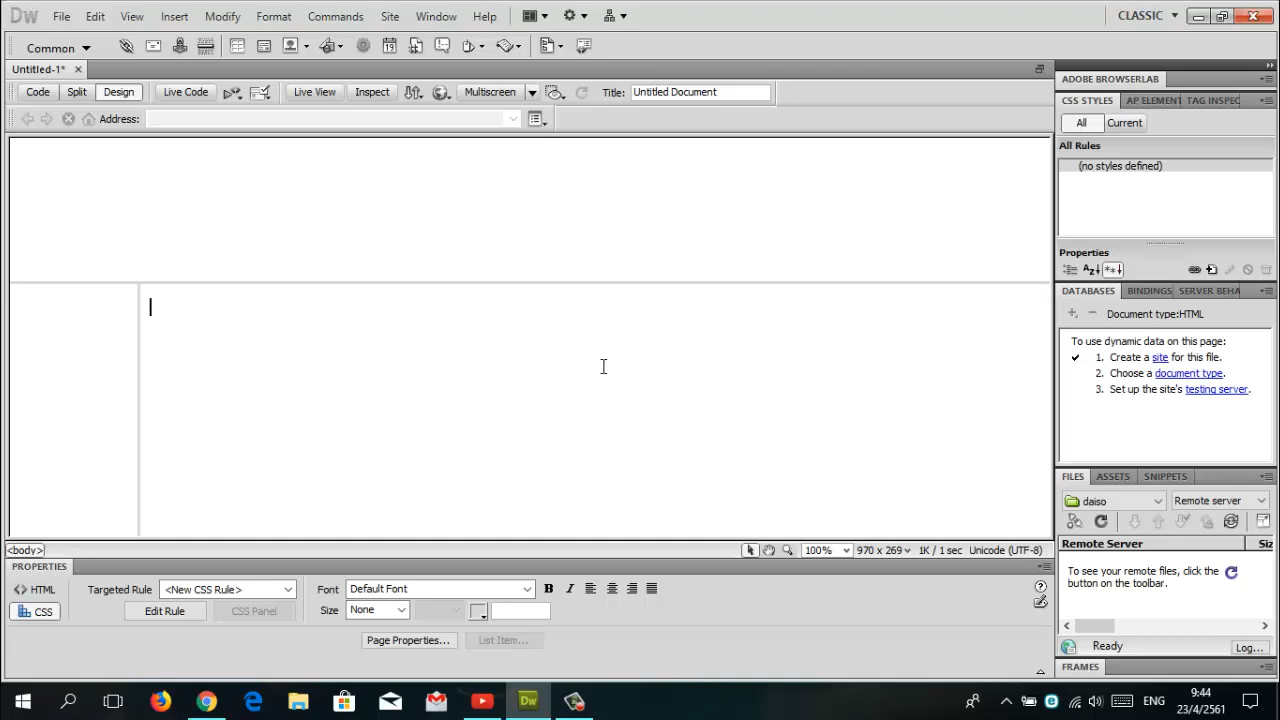 Dw File Edit View Insert Modify Format Commands Site Window Help CLASSIC
Common
Untitled-1*
Code Split Design Live Code Live View Inspect Multiscreen Title: Untitled Document
Address:
ADOBE BROWSERLAB
CSS STYLES AP ELEMENT TAG INSPEC
All Current
All Rules
(no styles defined)
Properties
DATABASES BINDINGS SERVER BEHA
Document type:HTML
To use dynamic data on this page:
1. Create a site for this file.
2. Choose a document type.
3. Set up the site's testing server.
FILES ASSETS SNIPPETS
daiso Remote server
Remote Server Siz
To see your remote files, click the
button on the toolbar.
Ready Log...
FRAMES
<body> 100% 970 x 269 1K / 1 sec Unicode (UTF-8)
PROPERTIES
<> HTML Targeted Rule <New CSS Rule> Font Default Font B I
CSS Edit Rule CSS Panel Size None
Page Properties... List Item...
Dw ENG 9:44
23/4/2561